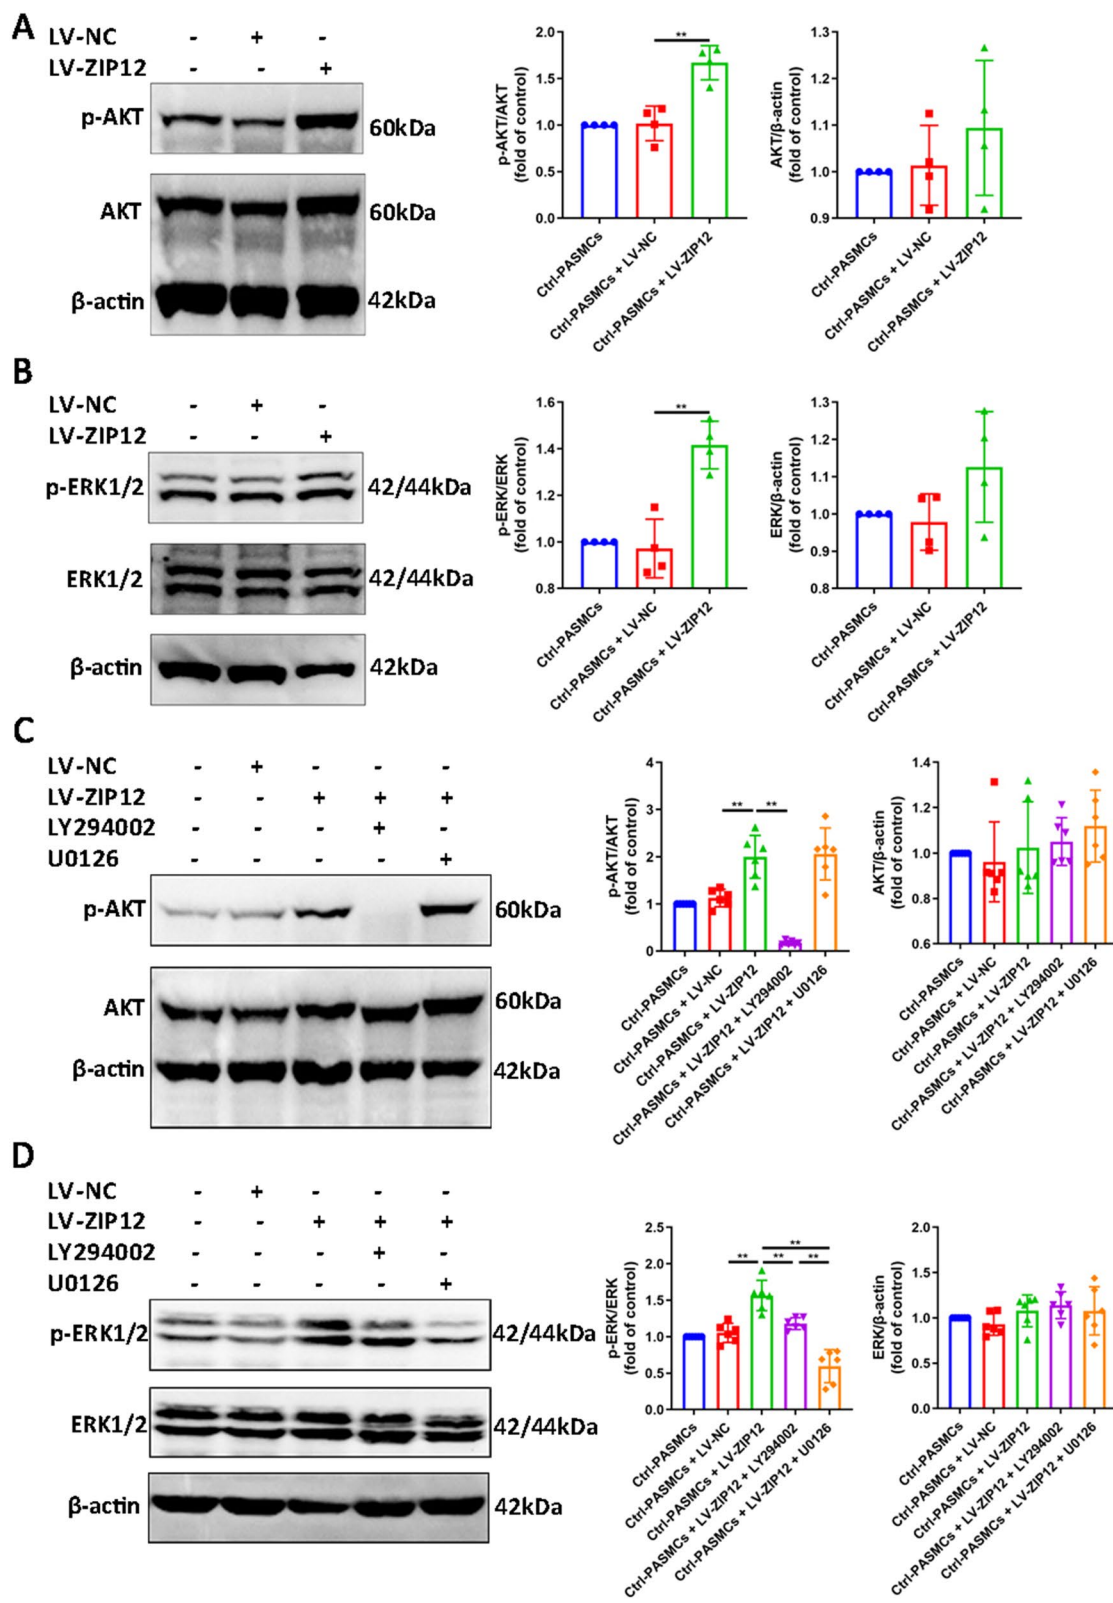 A
LV-NC - + -
LV-ZIP12 - - +
p-AKT 60kDa
AKT 60kDa
β-actin 42kDa
p-AKT/AKT
(fold of control)
2.0
1.5
1.0
0.5
0.0
**
Ctrl-PASMCs
Ctrl-PASMCs + LV-NC
Ctrl-PASMCs + LV-ZIP12
AKT/β-actin
(fold of control)
1.3
1.2
1.1
1.0
0.9
Ctrl-PASMCs
Ctrl-PASMCs + LV-NC
Ctrl-PASMCs + LV-ZIP12
B
LV-NC - + -
LV-ZIP12 - - +
p-ERK1/2 42/44kDa
ERK1/2 42/44kDa
β-actin 42kDa
p-ERK/ERK
(fold of control)
1.6
1.4
1.2
1.0
0.8
**
Ctrl-PASMCs
Ctrl-PASMCs + LV-NC
Ctrl-PASMCs + LV-ZIP12
ERK/β-actin
(fold of control)
1.3
1.2
1.1
1.0
0.9
0.8
Ctrl-PASMCs
Ctrl-PASMCs + LV-NC
Ctrl-PASMCs + LV-ZIP12
C
LV-NC - + - - -
LV-ZIP12 - - + + +
LY294002 - - - + -
U0126 - - - - +
p-AKT 60kDa
AKT 60kDa
β-actin 42kDa
p-AKT/AKT
(fold of control)
4
3
2
1
0
** **
Ctrl-PASMCs
Ctrl-PASMCs + LV-NC
Ctrl-PASMCs + LV-ZIP12
Ctrl-PASMCs + LV-ZIP12 + LY294002
Ctrl-PASMCs + LV-ZIP12 + U0126
AKT/β-actin
(fold of control)
1.4
1.2
1.0
0.8
0.6
Ctrl-PASMCs
Ctrl-PASMCs + LV-NC
Ctrl-PASMCs + LV-ZIP12
Ctrl-PASMCs + LV-ZIP12 + LY294002
Ctrl-PASMCs + LV-ZIP12 + U0126
D
LV-NC - + - - -
LV-ZIP12 - - + + +
LY294002 - - - + -
U0126 - - - - +
p-ERK1/2 42/44kDa
ERK1/2 42/44kDa
β-actin 42kDa
p-ERK/ERK
(fold of control)
2.5
2.0
1.5
1.0
0.5
0.0
**
** ** **
Ctrl-PASMCs
Ctrl-PASMCs + LV-NC
Ctrl-PASMCs + LV-ZIP12
Ctrl-PASMCs + LV-ZIP12 + LY294002
Ctrl-PASMCs + LV-ZIP12 + U0126
ERK/β-actin
(fold of control)
2.0
1.5
1.0
0.5
0.0
Ctrl-PASMCs
Ctrl-PASMCs + LV-NC
Ctrl-PASMCs + LV-ZIP12
Ctrl-PASMCs + LV-ZIP12 + LY294002
Ctrl-PASMCs + LV-ZIP12 + U0126